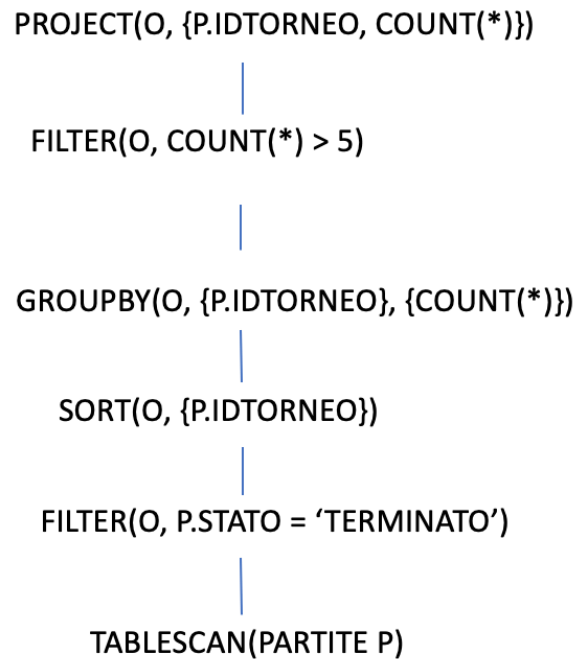 PROJECT(O, {P.IDTORNEO, COUNT(*)})
FILTER(O, COUNT(*) > 5)
GROUPBY(O, {P.IDTORNEO}, {COUNT(*)})
SORT(O, {P.IDTORNEO})
FILTER(O, P.STATO = ‘TERMINATO’)
TABLESCAN(PARTITE P)